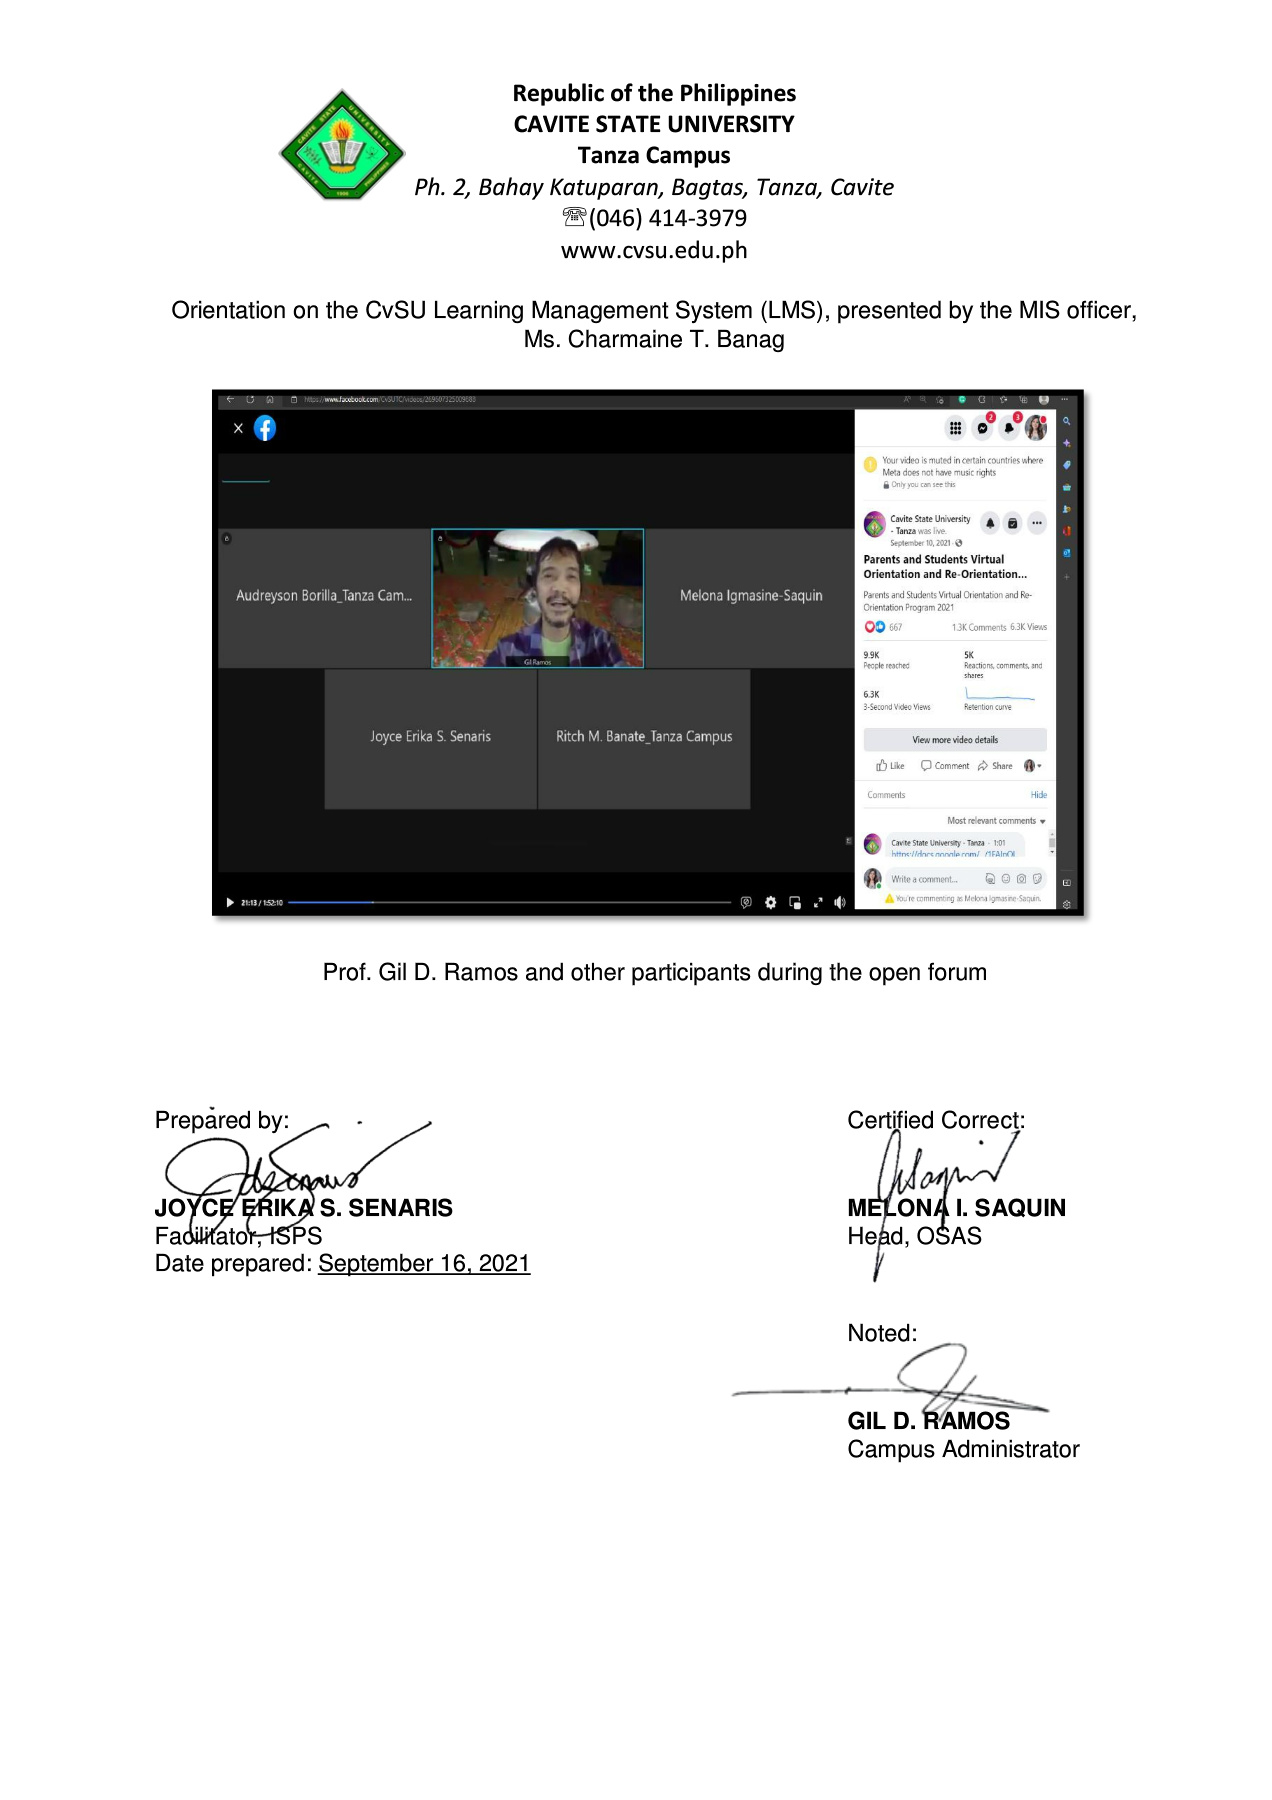 Republic of the Philippines
CAVITE STATE UNIVERSITY
Tanza Campus
Ph. 2, Bahay Katuparan, Bagtas, Tanza, Cavite
(046) 414-3979
www.cvsu.edu.ph
CAVITE STATE UNIVERSITY
CAVITE PHILIPPINES
1906
Orientation on the CvSU Learning Management System (LMS), presented by the MIS officer,
Ms. Charmaine T. Banag
2 3
Your video is muted in certain countries where
Meta does not have music rights
Only you can see this
Cavite State University
- Tanza was live.
September 10, 2021
Parents and Students Virtual
Orientation and Re-Orientation...
Parents and Students Virtual Orientation and Re-
Orientation Program 2021
667 1.3K Comments 6.3K Views
9.9K
People reached
5K
Reactions, comments, and
shares
6.3K
3-Second Video Views
Retention curve
View more video details
Like Comment Share
Comments Hide
Most relevant comments
Cavite State University - Tanza · 1:01
Write a comment...
You're commenting as Melona Igmasine-Saquin.
Audreyson Borilla_Tanza Cam...
Gil Ramos
Melona Igmasine-Saquin
Joyce Erika S. Senaris
Ritch M. Banate_Tanza Campus
21:13 / 1:52:10
Prof. Gil D. Ramos and other participants during the open forum
Prepared by:
JOYCE ERIKA S. SENARIS
Facilitator, ISPS
Date prepared: September 16, 2021
Certified Correct:
MELONA I. SAQUIN
Head, OSAS
Noted:
GIL D. RAMOS
Campus Administrator